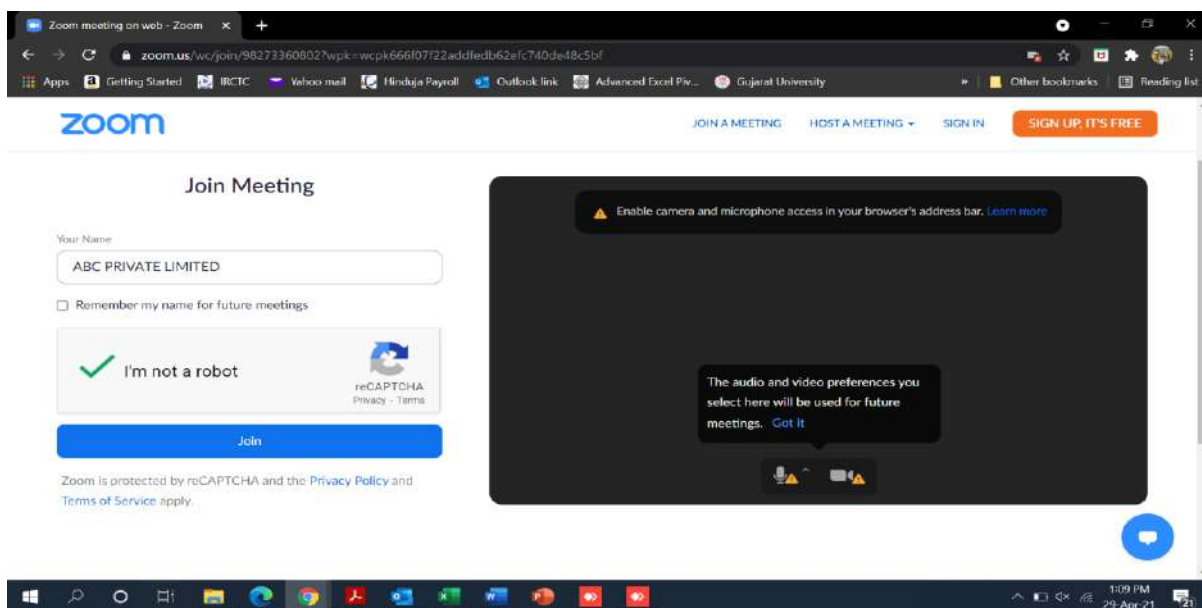 Zoom meeting on web - Zoom
zoom.us/wc/join/98273360802?wpk=wcpk666f07f22addfedb62efc740de48c5bf
Apps
Getting Started
IRCTC
Yahoo mail
Hinduja Payroll
Outlook link
Advanced Excel Piv...
Gujarat University
»
Other bookmarks
Reading list
zoom
JOIN A MEETING
HOST A MEETING
SIGN IN
SIGN UP, IT'S FREE
Join Meeting
Your Name
ABC PRIVATE LIMITED
Remember my name for future meetings
I'm not a robot
reCAPTCHA
Privacy - Terms
Join
Zoom is protected by reCAPTCHA and the Privacy Policy and
Terms of Service apply.
Enable camera and microphone access in your browser's address bar. Learn more
The audio and video preferences you
select here will be used for future
meetings. Got it
1:09 PM
29-Apr-21